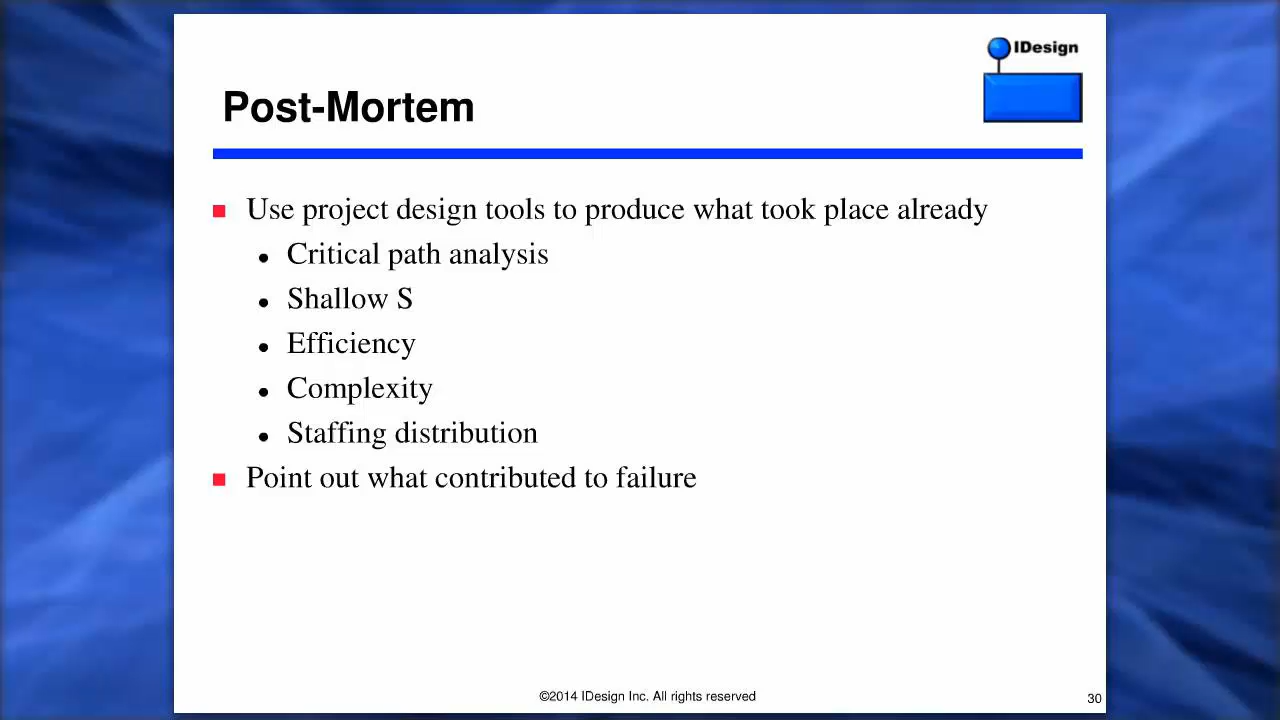 IDesign
Post-Mortem
Use project design tools to produce what took place already
Critical path analysis
Shallow S
Efficiency
Complexity
Staffing distribution
Point out what contributed to failure
©2014 IDesign Inc. All rights reserved
30